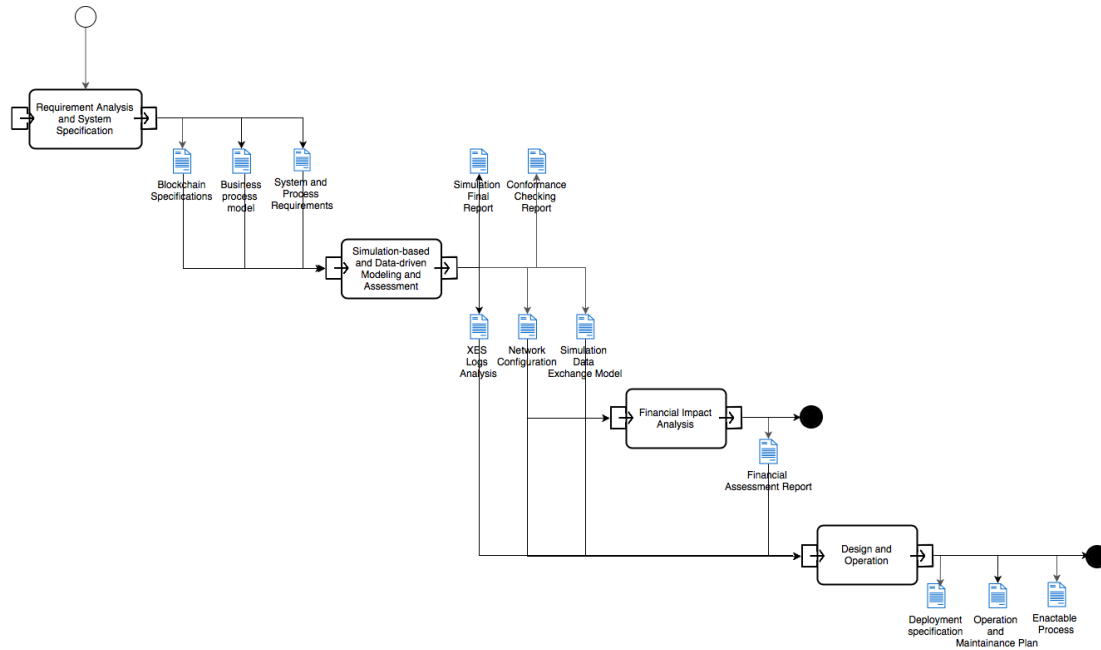 Requirement Analysis
and System
Specification
Blockchain
Specifications
Business
process
model
System and
Process
Requirements
Simulation
Final
Report
Conformance
Checking
Report
Simulation-based
and Data-driven
Modeling and
Assessment
XES
Logs
Analysis
Network
Configuration
Simulation
Data
Exchange Model
Financial Impact
Analysis
Financial
Assessment Report
Design and
Operation
Deployment
specification
Operation
and
Maintainance Plan
Enactable
Process